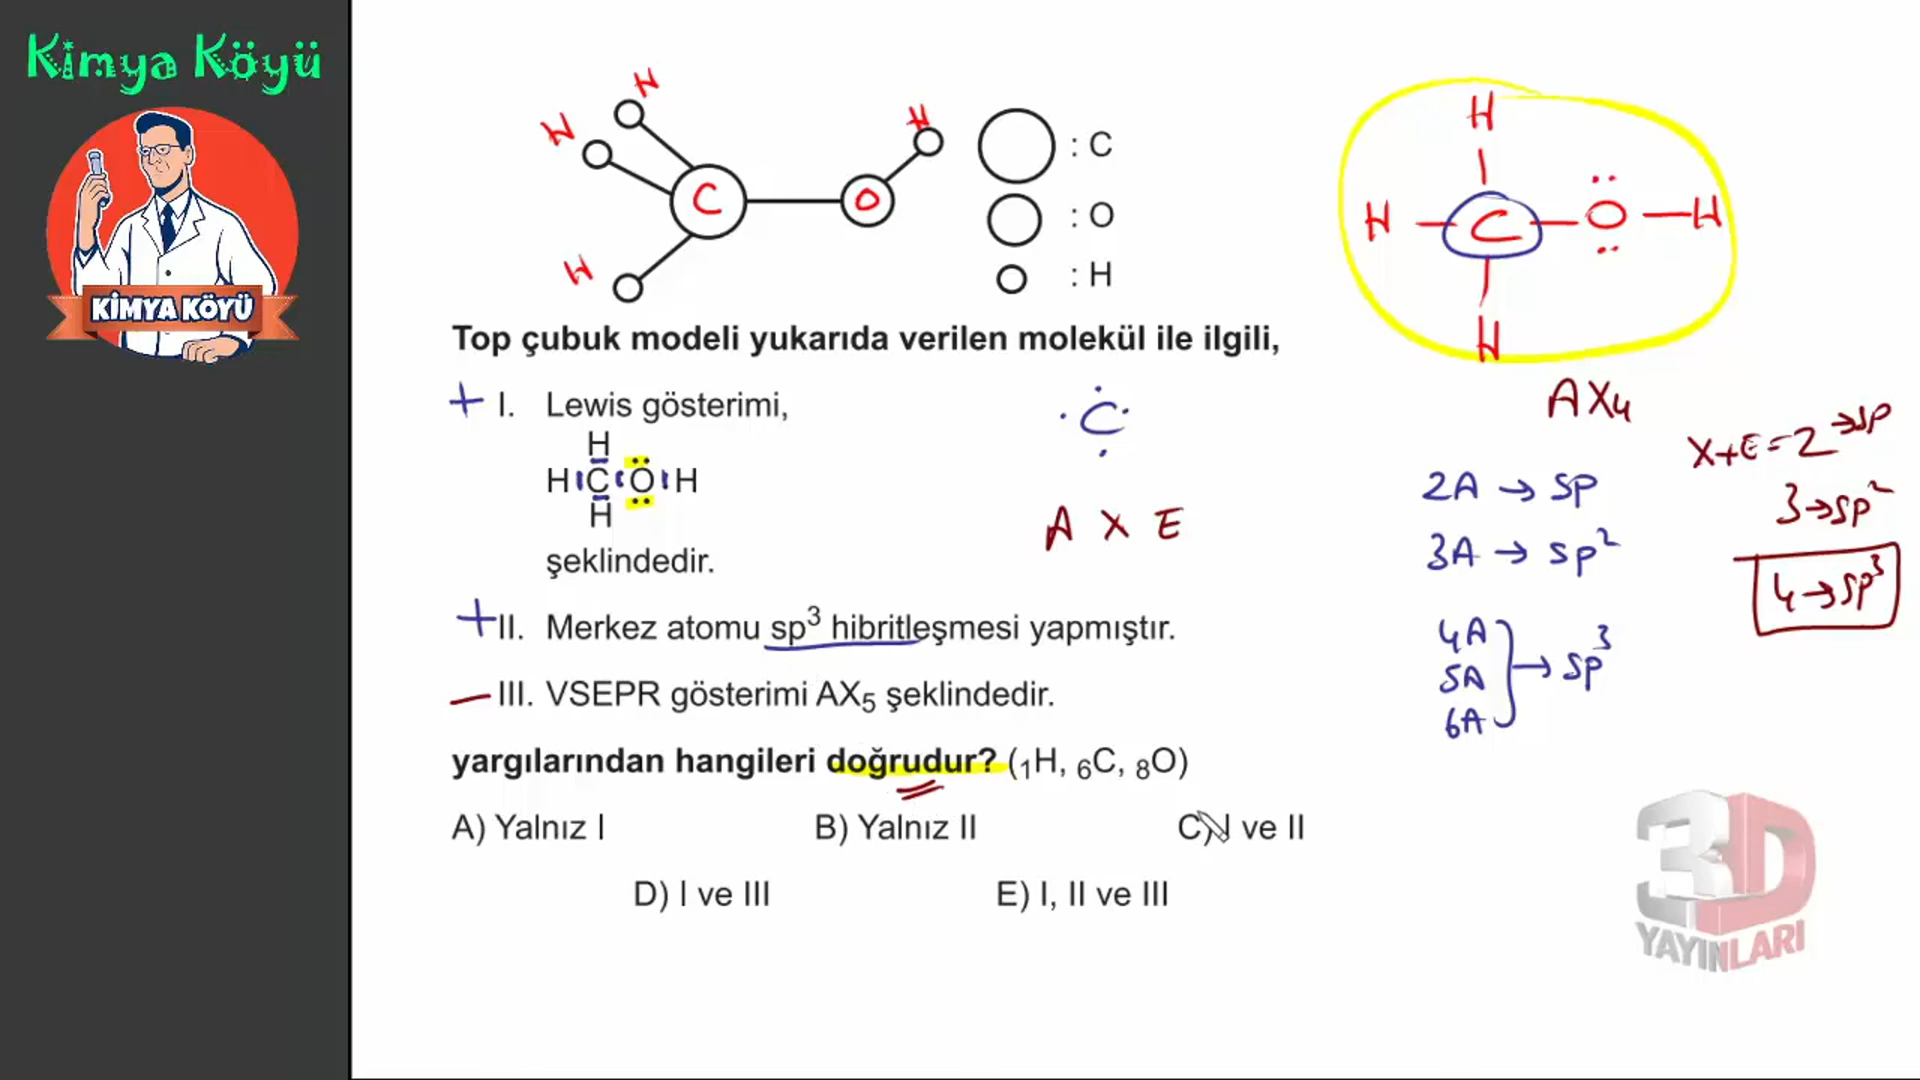 Kimya Köyü
KİMYA KÖYÜ
H
H
H
H
C
O
: C
: O
: H
H
H – C – O – H
H
Top çubuk modeli yukarıda verilen molekül ile ilgili,
+ I. Lewis gösterimi,
H
H C O H
H
şeklindedir.
C
A X E
AX₄
X+E=2→sp
3→sp²
4→sp³
2A → sp
3A → sp²
4A
5A → sp³
6A
+ II. Merkez atomu sp³ hibritleşmesi yapmıştır.
– III. VSEPR gösterimi AX₅ şeklindedir.
yargılarından hangileri doğrudur? (₁H, ₆C, ₈O)
A) Yalnız I
B) Yalnız II
C) I ve II
D) I ve III
E) I, II ve III
3D
YAYINLARI